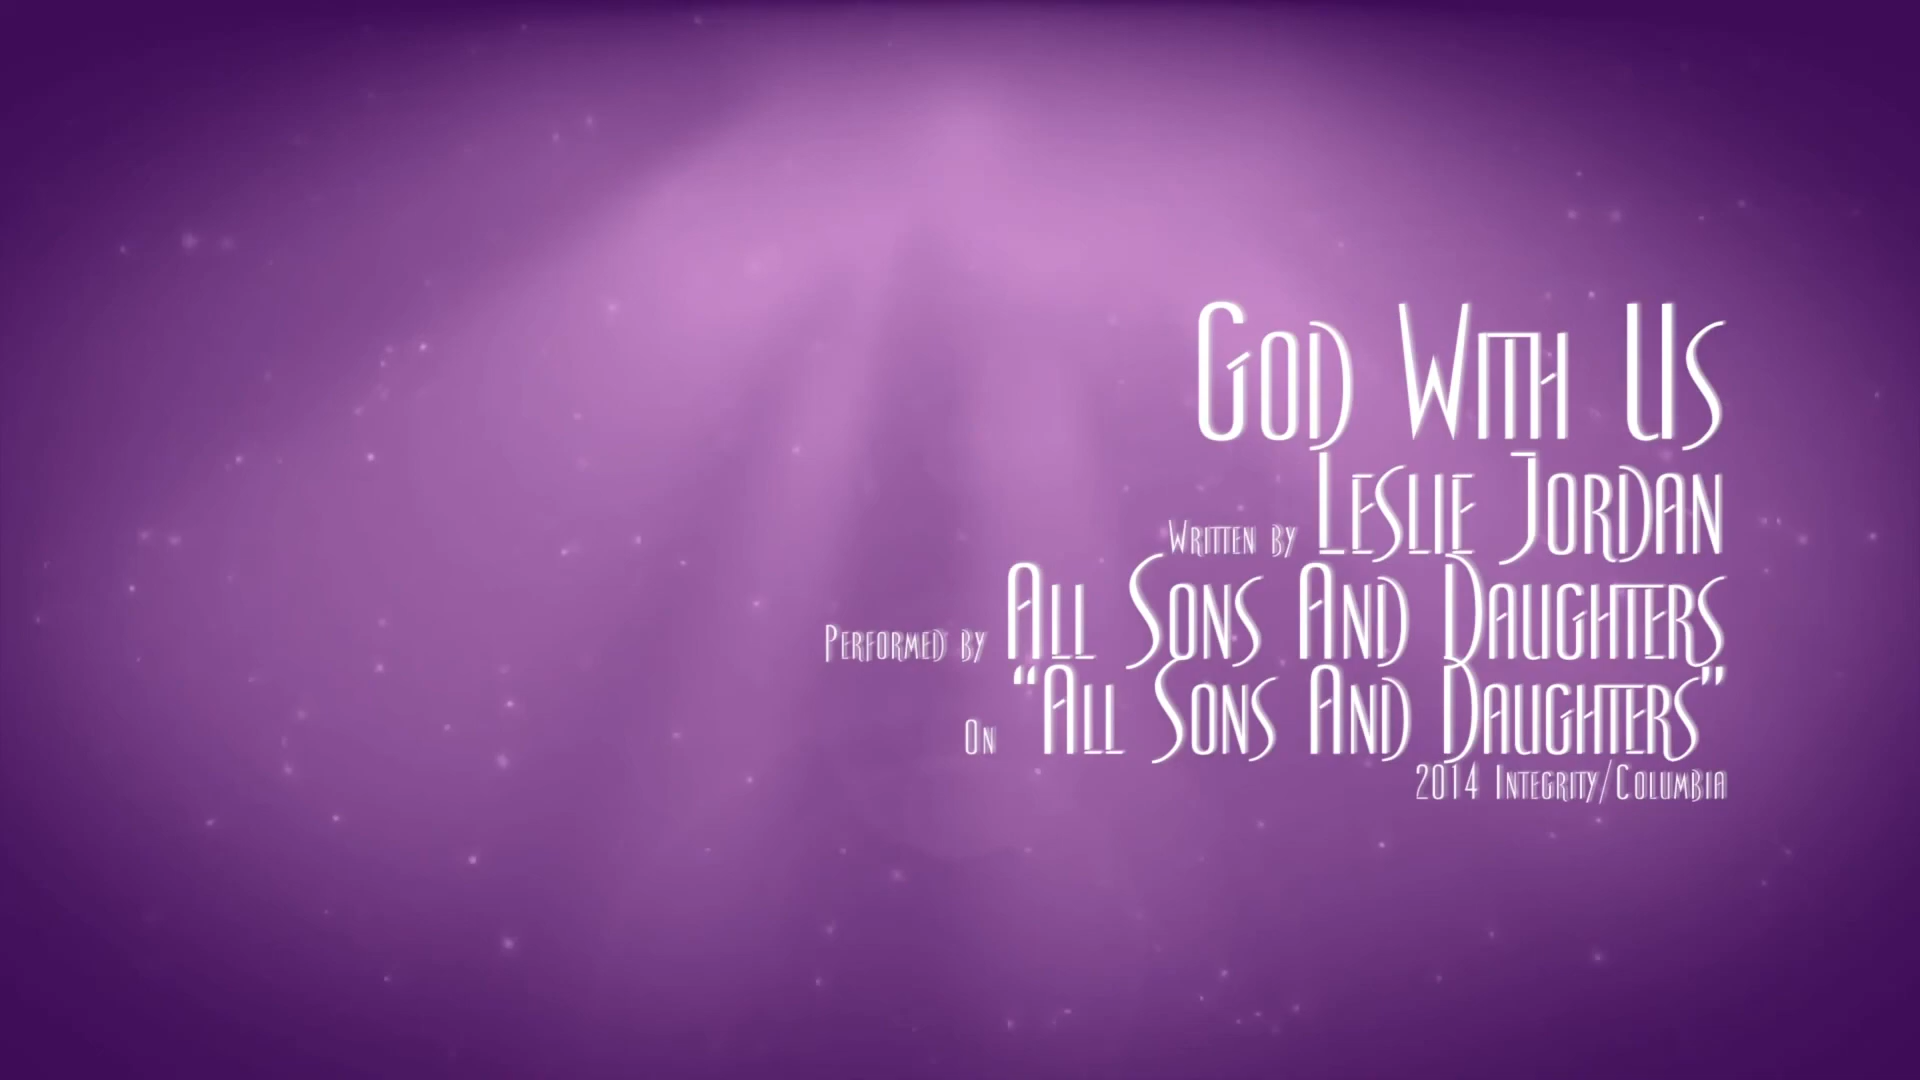 God With Us
Written by Leslie Jordan
Performed by All Sons And Daughters
On “All Sons And Daughters”
2014 Integrity/Columbia